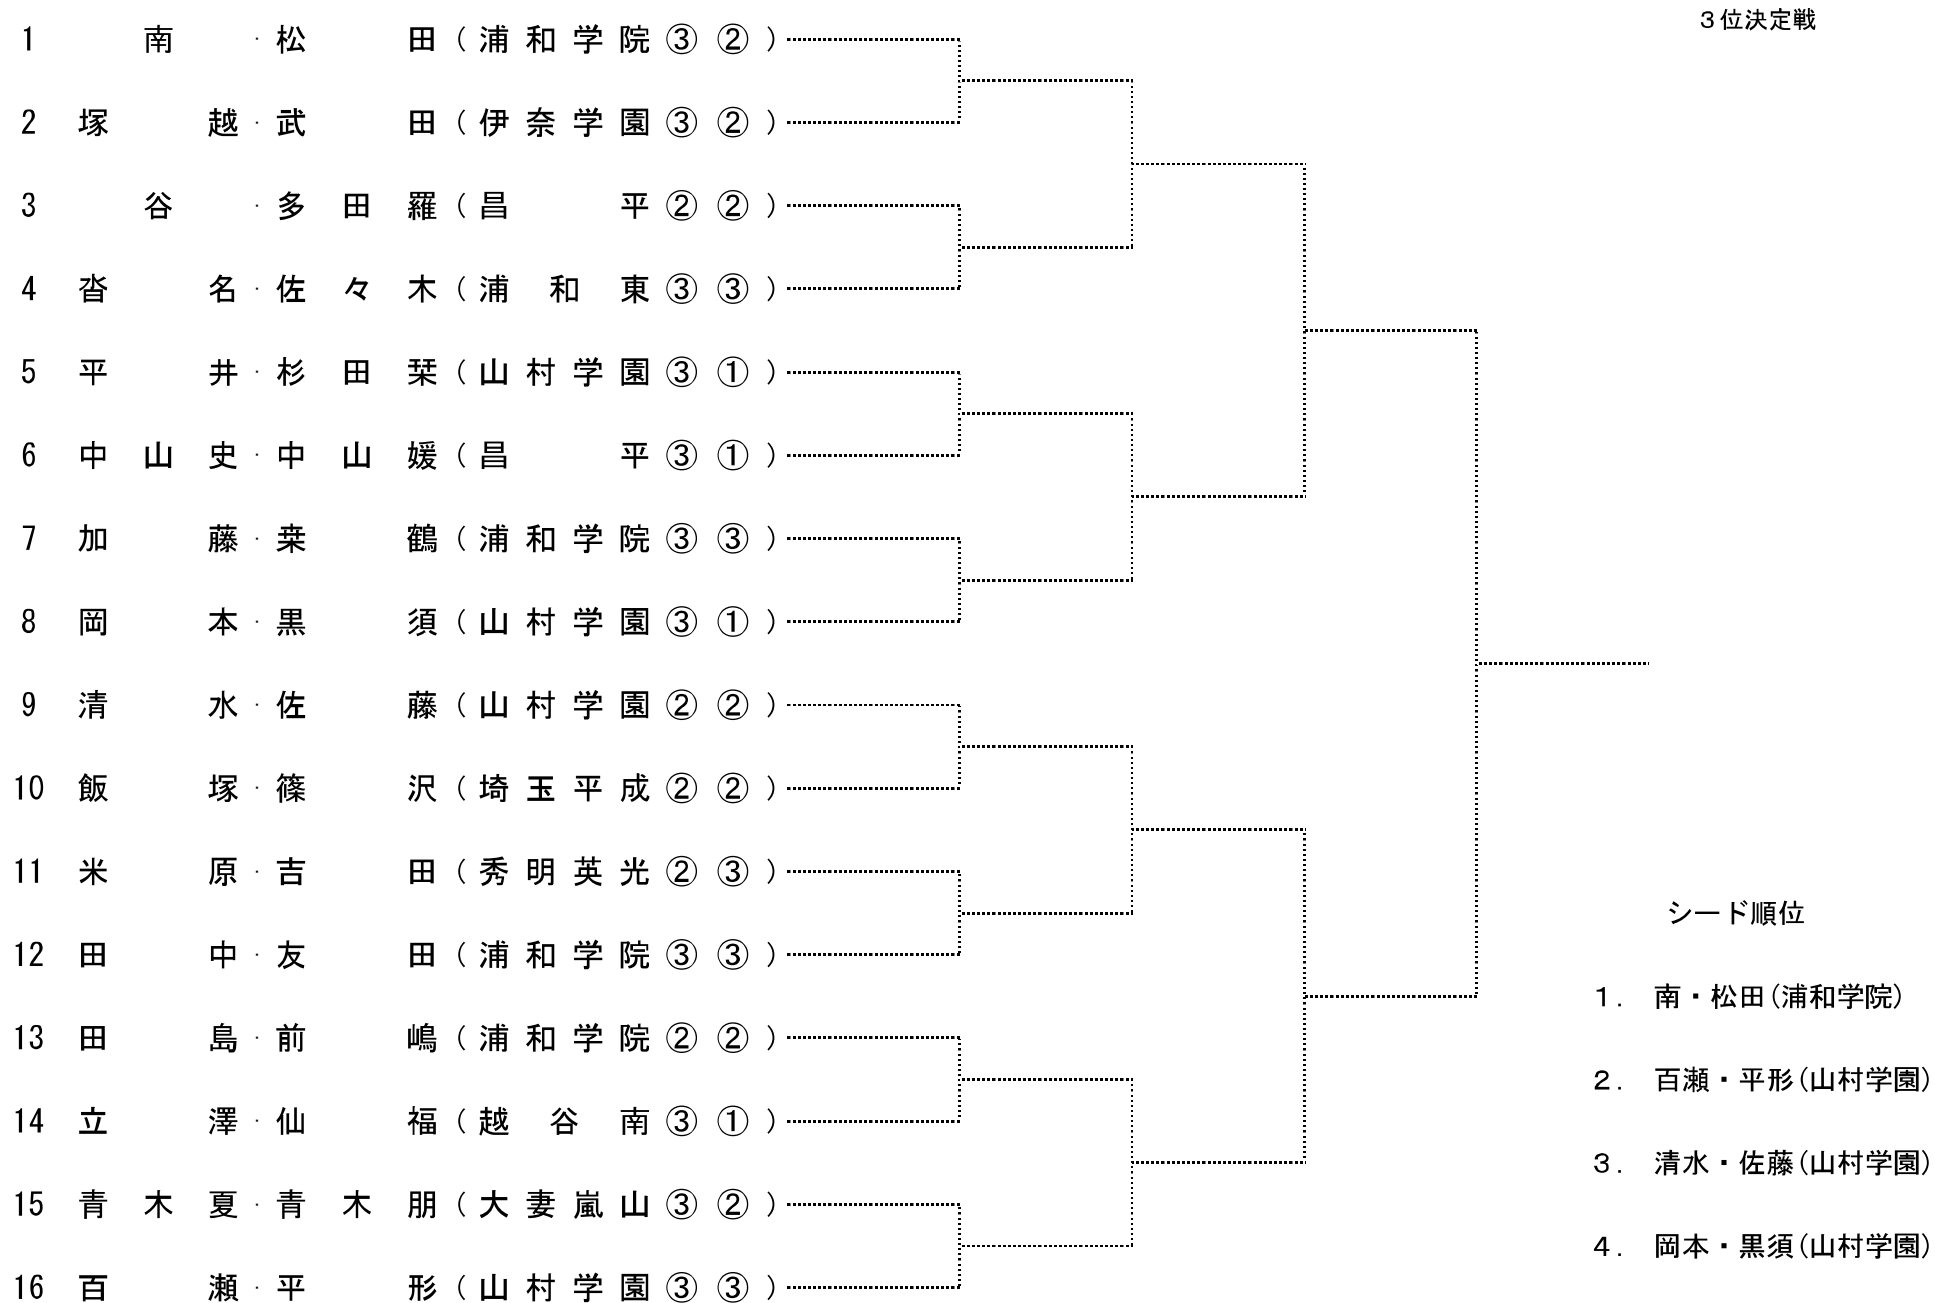 3位決定戦
1 南・松田(浦和学院③②)
2 塚越・武田(伊奈学園③②)
3 谷・多田羅(昌平②②)
4 沓名・佐々木(浦和東③③)
5 平井・杉田栞(山村学園③①)
6 中山史・中山媛(昌平③①)
7 加藤・桒鶴(浦和学院③③)
8 岡本・黒須(山村学園③①)
9 清水・佐藤(山村学園②②)
10 飯塚・篠沢(埼玉平成②②)
11 米原・吉田(秀明英光②③)
12 田中・友田(浦和学院③③)
13 田島・前嶋(浦和学院②②)
14 立澤・仙福(越谷南③①)
15 青木夏・青木朋(大妻嵐山③②)
16 百瀬・平形(山村学園③③)
シード順位
1. 南・松田(浦和学院)
2. 百瀬・平形(山村学園)
3. 清水・佐藤(山村学園)
4. 岡本・黒須(山村学園)